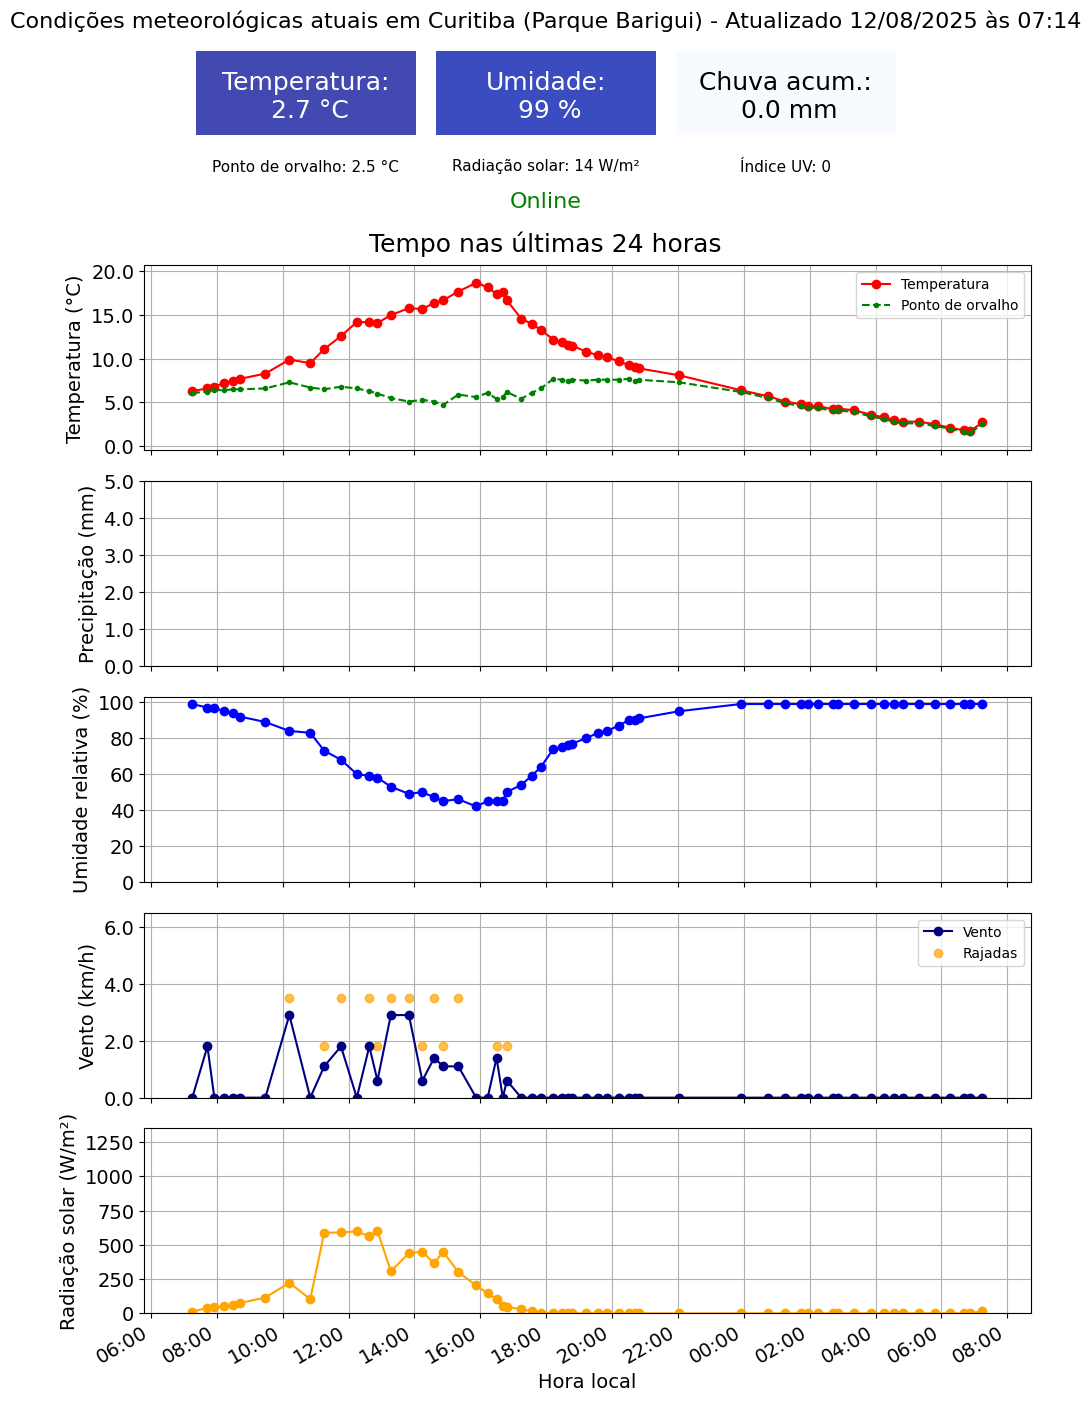 Condições meteorológicas atuais em Curitiba (Parque Barigui) - Atualizado 12/08/2025 às 07:14
Temperatura:
2.7 °C
Umidade:
99 %
Chuva acum.:
0.0 mm
Ponto de orvalho: 2.5 °C
Radiação solar: 14 W/m²
Índice UV: 0
Online
Tempo nas últimas 24 horas
Temperatura (°C)
20.0
15.0
10.0
5.0
0.0
Temperatura
Ponto de orvalho
Precipitação (mm)
5.0
4.0
3.0
2.0
1.0
0.0
Umidade relativa (%)
100
80
60
40
20
0
Vento (km/h)
6.0
4.0
2.0
0.0
Vento
Rajadas
Radiação solar (W/m²)
1250
1000
750
500
250
0
06:00
08:00
10:00
12:00
14:00
16:00
18:00
20:00
22:00
00:00
02:00
04:00
06:00
08:00
Hora local